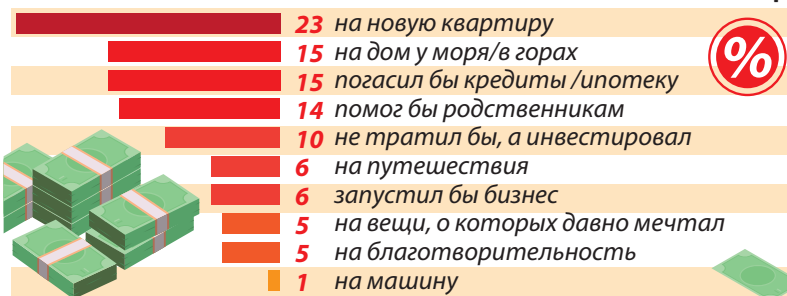 23 на новую квартиру
15 на дом у моря/в горах
%
15 погасил бы кредиты /ипотеку
14 помог бы родственникам
10 не тратил бы, а инвестировал
6 на путешествия
6 запустил бы бизнес
5 на вещи, о которых давно мечтал
5 на благотворительность
1 на машину